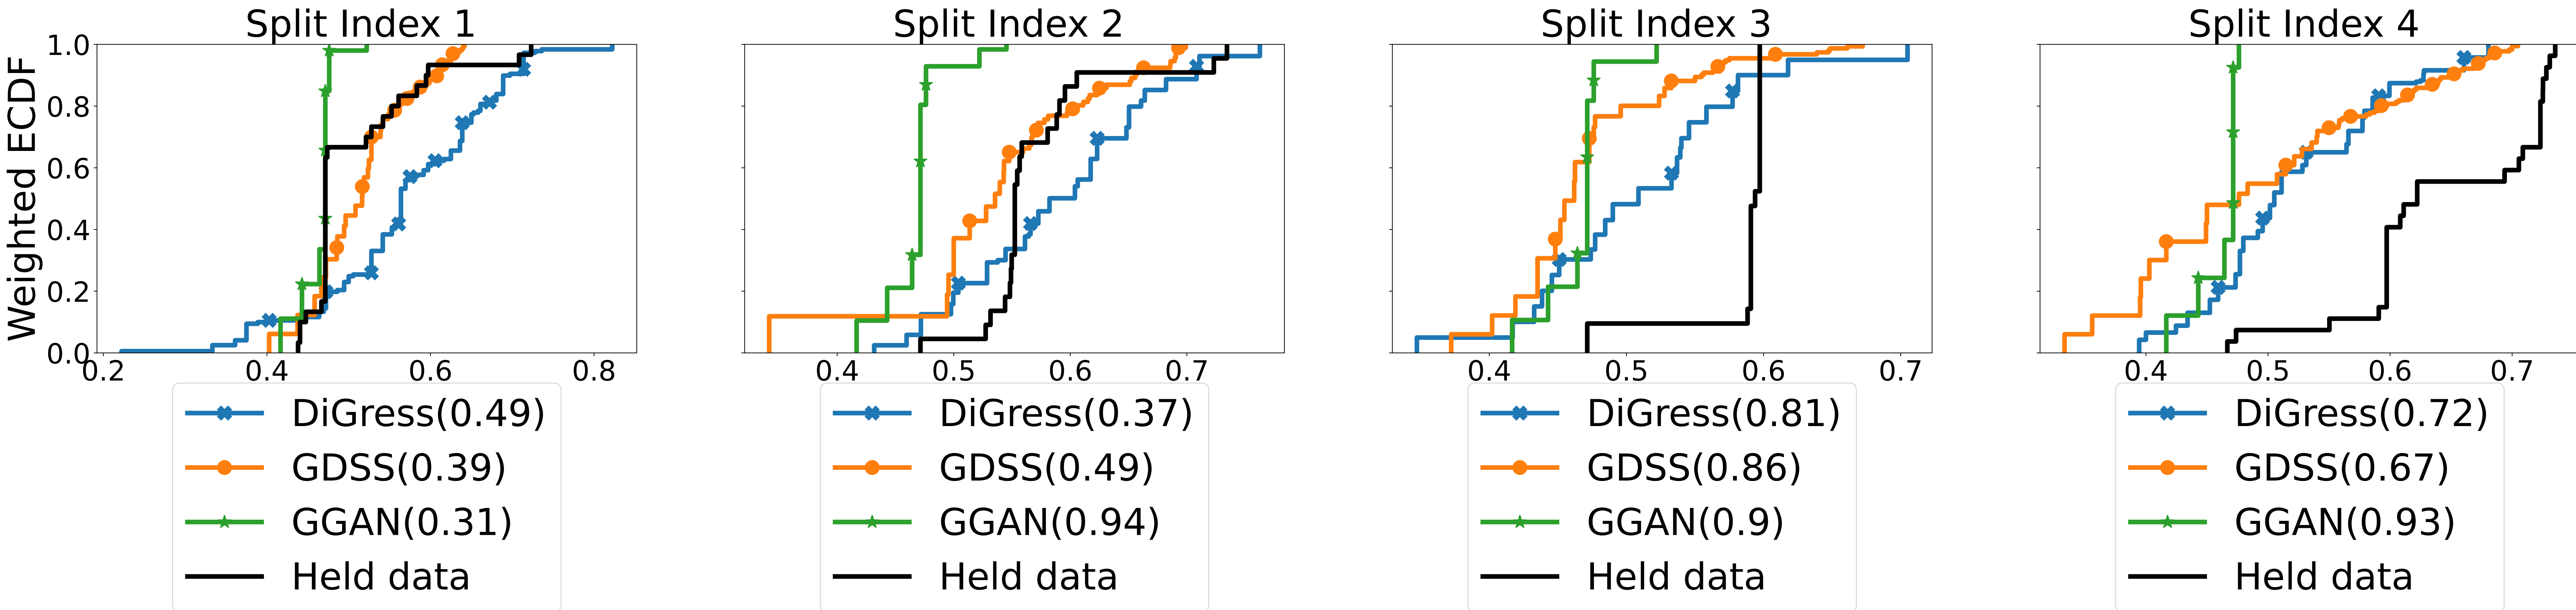 Split Index 1
Split Index 2
Split Index 3
Split Index 4
Weighted ECDF
1.0
0.8
0.6
0.4
0.2
0.0
0.2 0.4 0.6 0.8
0.4 0.5 0.6 0.7
0.4 0.5 0.6 0.7
0.4 0.5 0.6 0.7
DiGress(0.49)
GDSS(0.39)
GGAN(0.31)
Held data
DiGress(0.37)
GDSS(0.49)
GGAN(0.94)
Held data
DiGress(0.81)
GDSS(0.86)
GGAN(0.9)
Held data
DiGress(0.72)
GDSS(0.67)
GGAN(0.93)
Held data